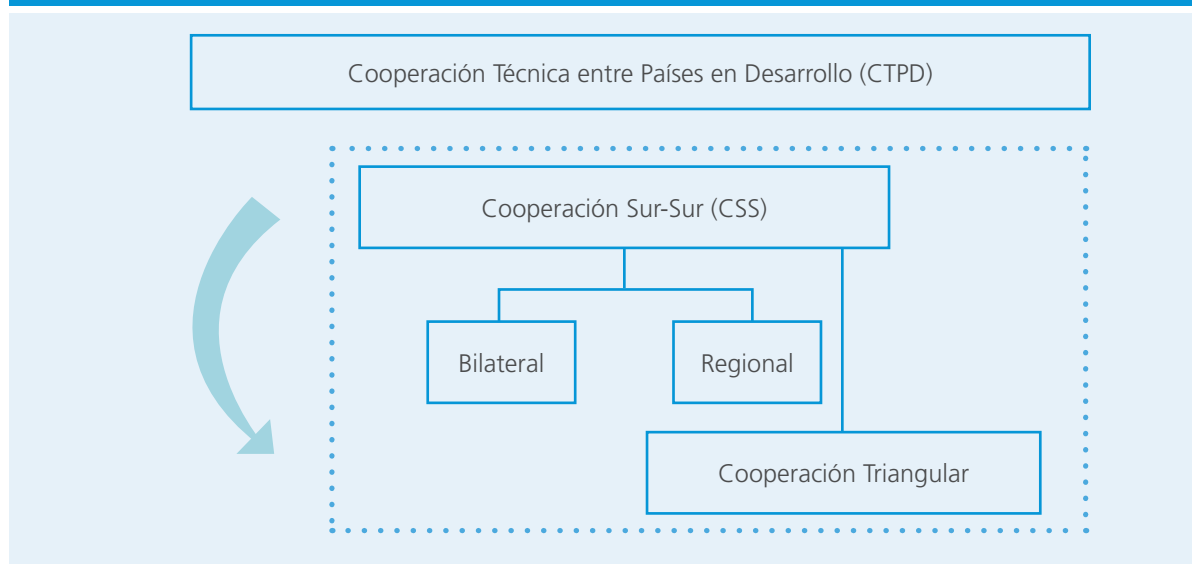 Cooperación Técnica entre Países en Desarrollo (CTPD)
Cooperación Sur-Sur (CSS)
Bilateral
Regional
Cooperación Triangular